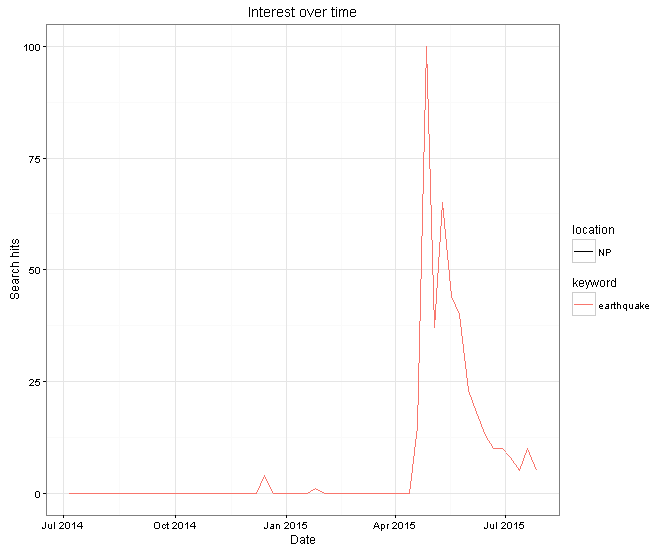 Interest over time
100
75
50
25
0
Search hits
Jul 2014
Oct 2014
Jan 2015
Apr 2015
Jul 2015
Date
location
NP
keyword
earthquake